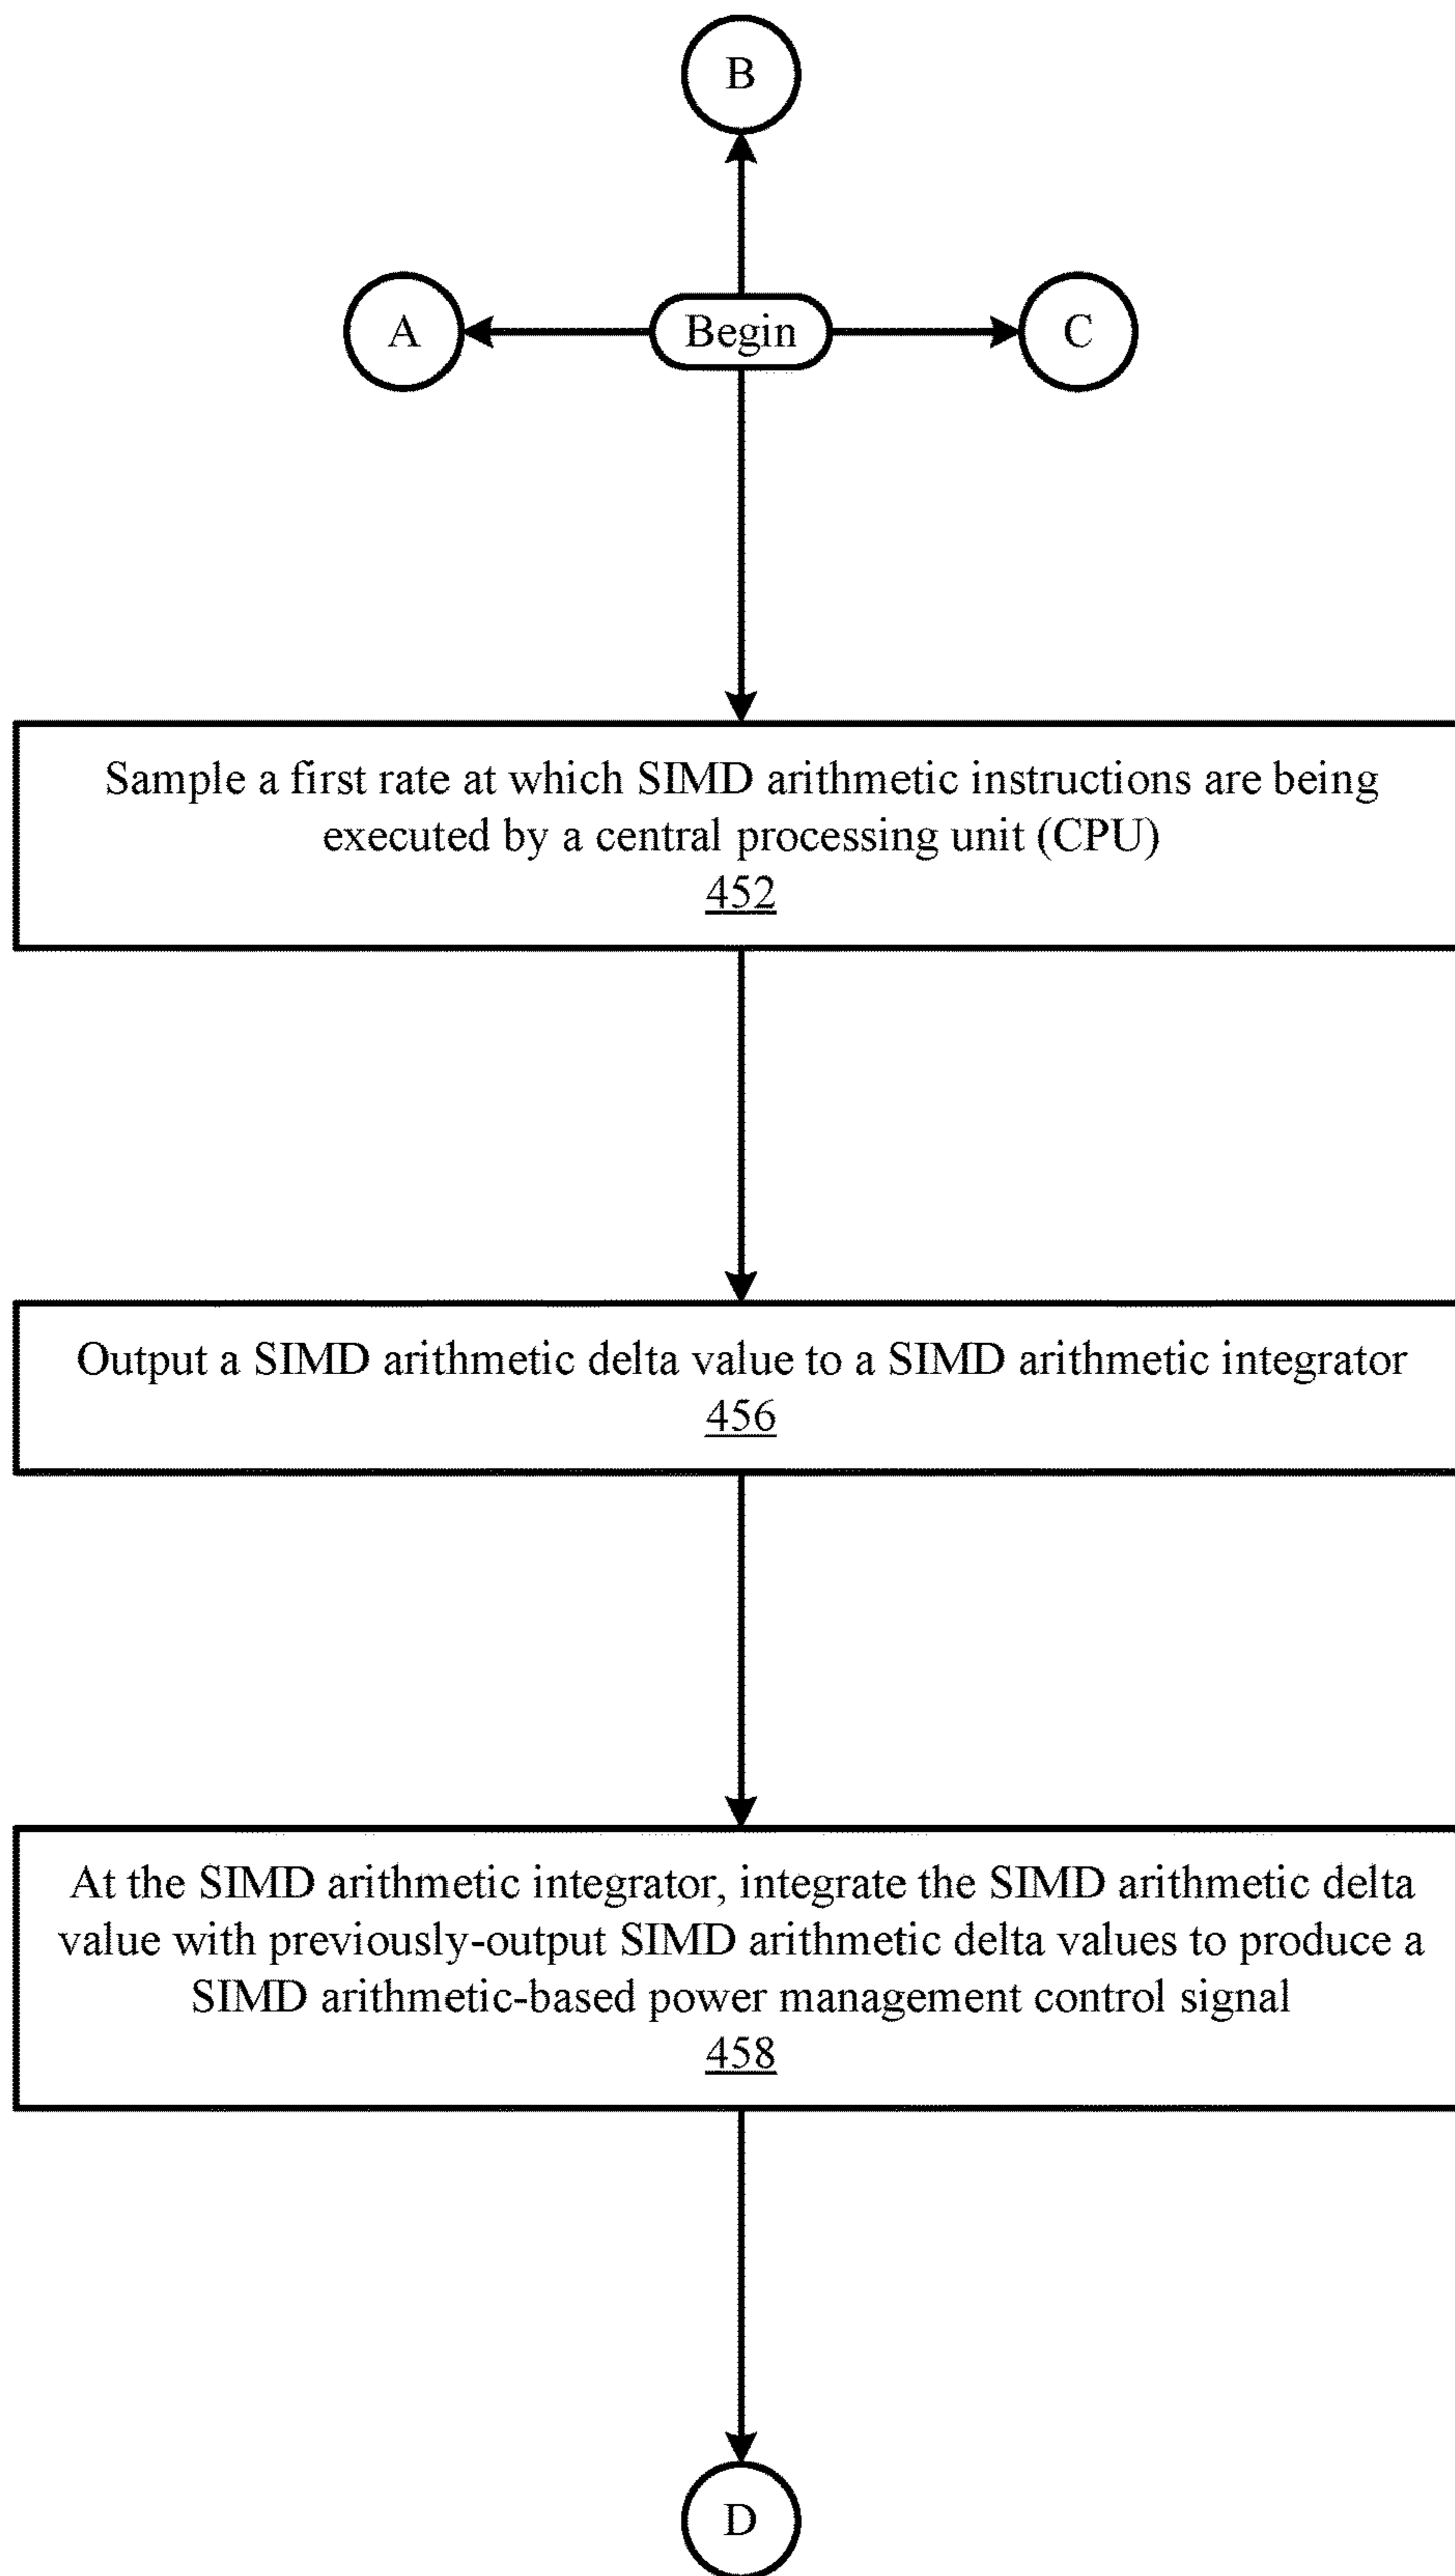 B
A
Begin
C
Sample a first rate at which SIMD arithmetic instructions are being
executed by a central processing unit (CPU)
452
Output a SIMD arithmetic delta value to a SIMD arithmetic integrator
456
At the SIMD arithmetic integrator, integrate the SIMD arithmetic delta
value with previously-output SIMD arithmetic delta values to produce a
SIMD arithmetic-based power management control signal
458
D